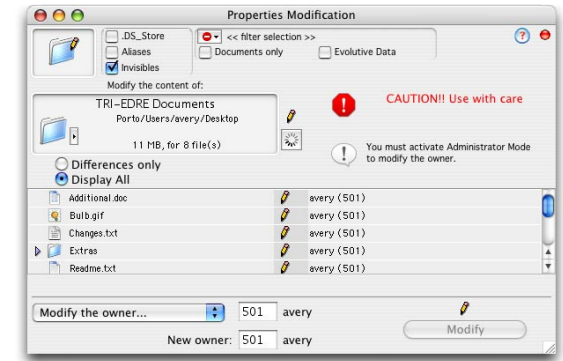 Properties Modification
.DS_Store
<< filter selection >>
Aliases
Documents only
Evolutive Data
Invisibles
Modify the content of:
TRI-EDRE Documents
Porto/Users/avery/Desktop
11 MB, for 8 file(s)
CAUTION!! Use with care
You must activate Administrator Mode
to modify the owner.
Differences only
Display All
Additional.doc avery (501)
Bulb.gif avery (501)
Changes.txt avery (501)
Extras avery (501)
Readme.txt avery (501)
Modify the owner... 501 avery
Modify
New owner: 501 avery